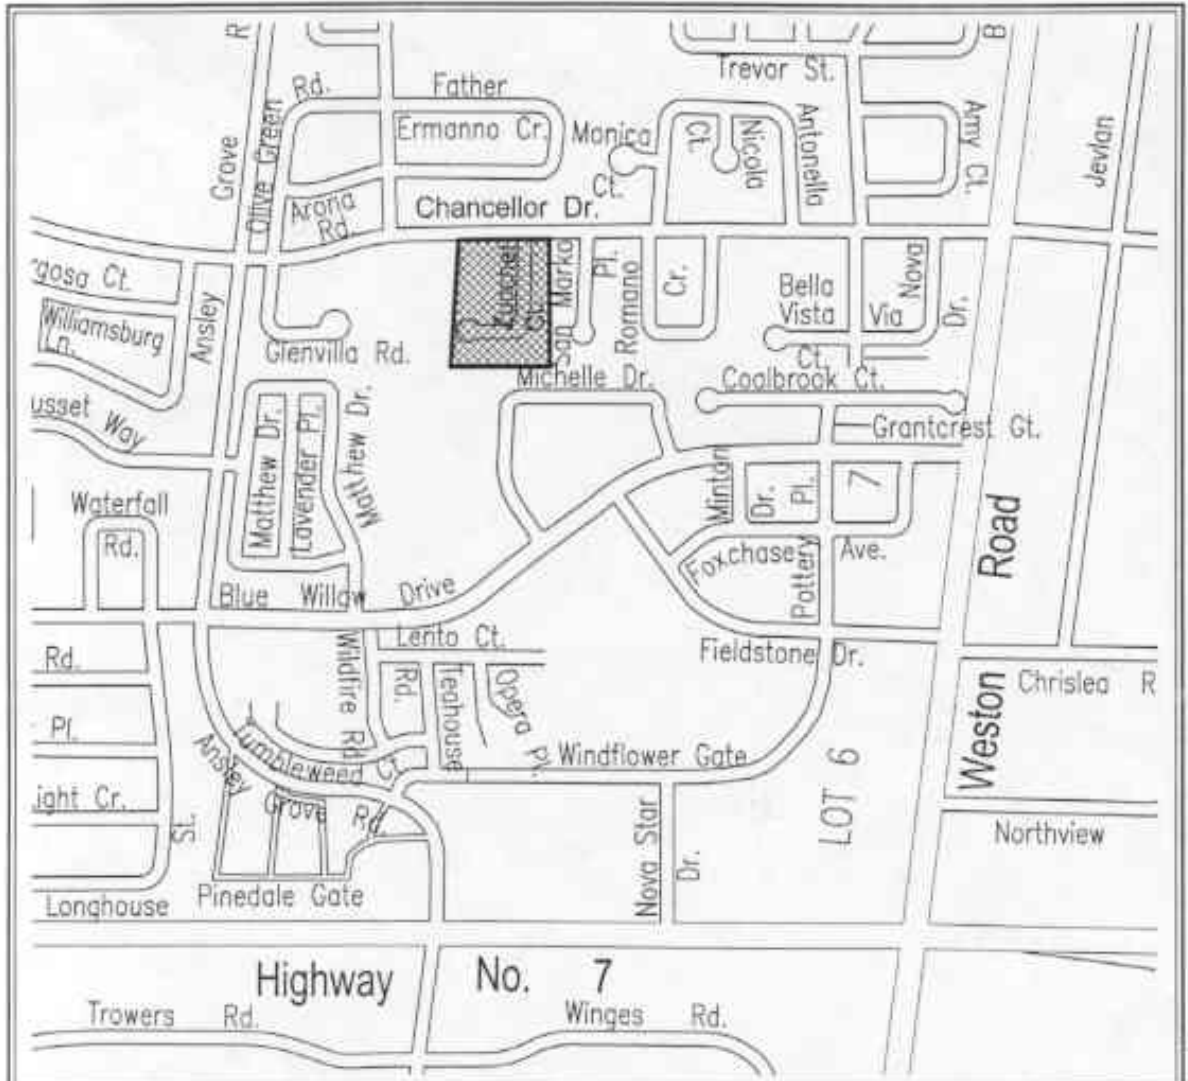 R
B
Trevor St.
Rd.
Father
Olive Green
Ermanno Cr.
Monica
Ct.
Ct.
Nicola
Antonella
Amy Ct.
Jevlan
Grove
Arona
Rd.
Chancellor Dr.
San Marko
Pl.
Romano
Cr.
Bella
Vista
Ct.
Via
Nova
Dr.
gosa Ct.
Williamsburg
Ln.
Ansley
Glenvilla Rd.
Michelle Dr.
Coolbrook Ct.
Grantcrest Gt.
usset Way
Matthew Dr.
Lavender Pl.
Matthew Dr.
Minton
Dr.
Pl.
7
Waterfall
Rd.
Foxchase
Ave.
Pottery
Road
Blue Willow Drive
Lento Ct.
Wildfire Rd.
Rd.
Teahouse
Opera Pl.
Fieldstone Dr.
Rd.
Pl.
ight Cr.
St.
Chrislea R
Weston
Tumbleweed Ct.
Windflower Gate
Ansley Grove Rd.
LOT 6
Nova Star
Dr.
Northview
Pinedale Gate
Longhouse
Highway No. 7
Trowers Rd.
Winges Rd.